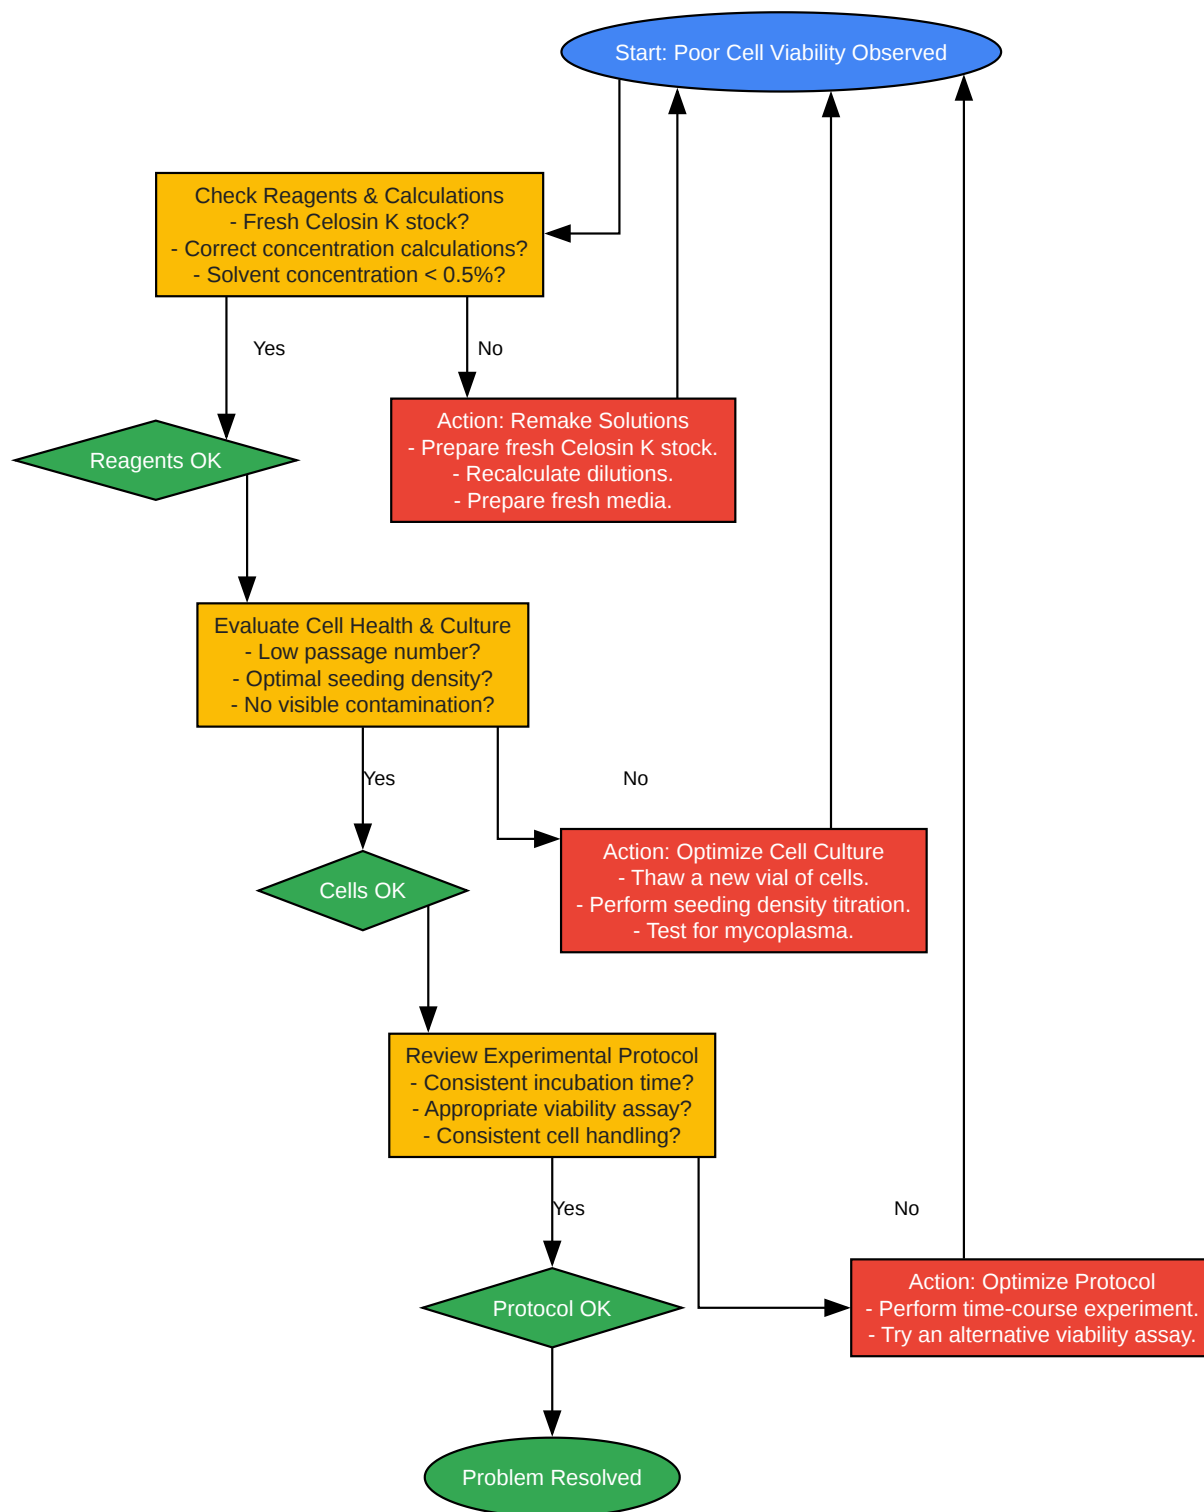 Start: Poor Cell Viability Observed
Check Reagents & Calculations
- Fresh Celosin K stock?
- Correct concentration calculations?
- Solvent concentration < 0.5%?
Yes
No
Reagents OK
Action: Remake Solutions
- Prepare fresh Celosin K stock.
- Recalculate dilutions.
- Prepare fresh media.
Evaluate Cell Health & Culture
- Low passage number?
- Optimal seeding density?
- No visible contamination?
Yes
No
Cells OK
Action: Optimize Cell Culture
- Thaw a new vial of cells.
- Perform seeding density titration.
- Test for mycoplasma.
Review Experimental Protocol
- Consistent incubation time?
- Appropriate viability assay?
- Consistent cell handling?
Yes
No
Protocol OK
Action: Optimize Protocol
- Perform time-course experiment.
- Try an alternative viability assay.
Problem Resolved